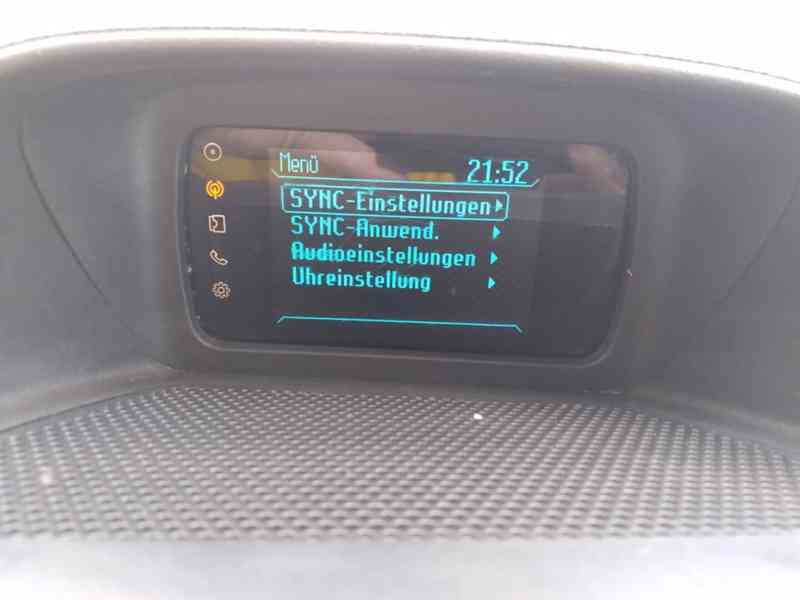 Menü 21:52
SYNC-Einstellungen
SYNC-Anwend.
Audioeinstellungen
Uhreinstellung